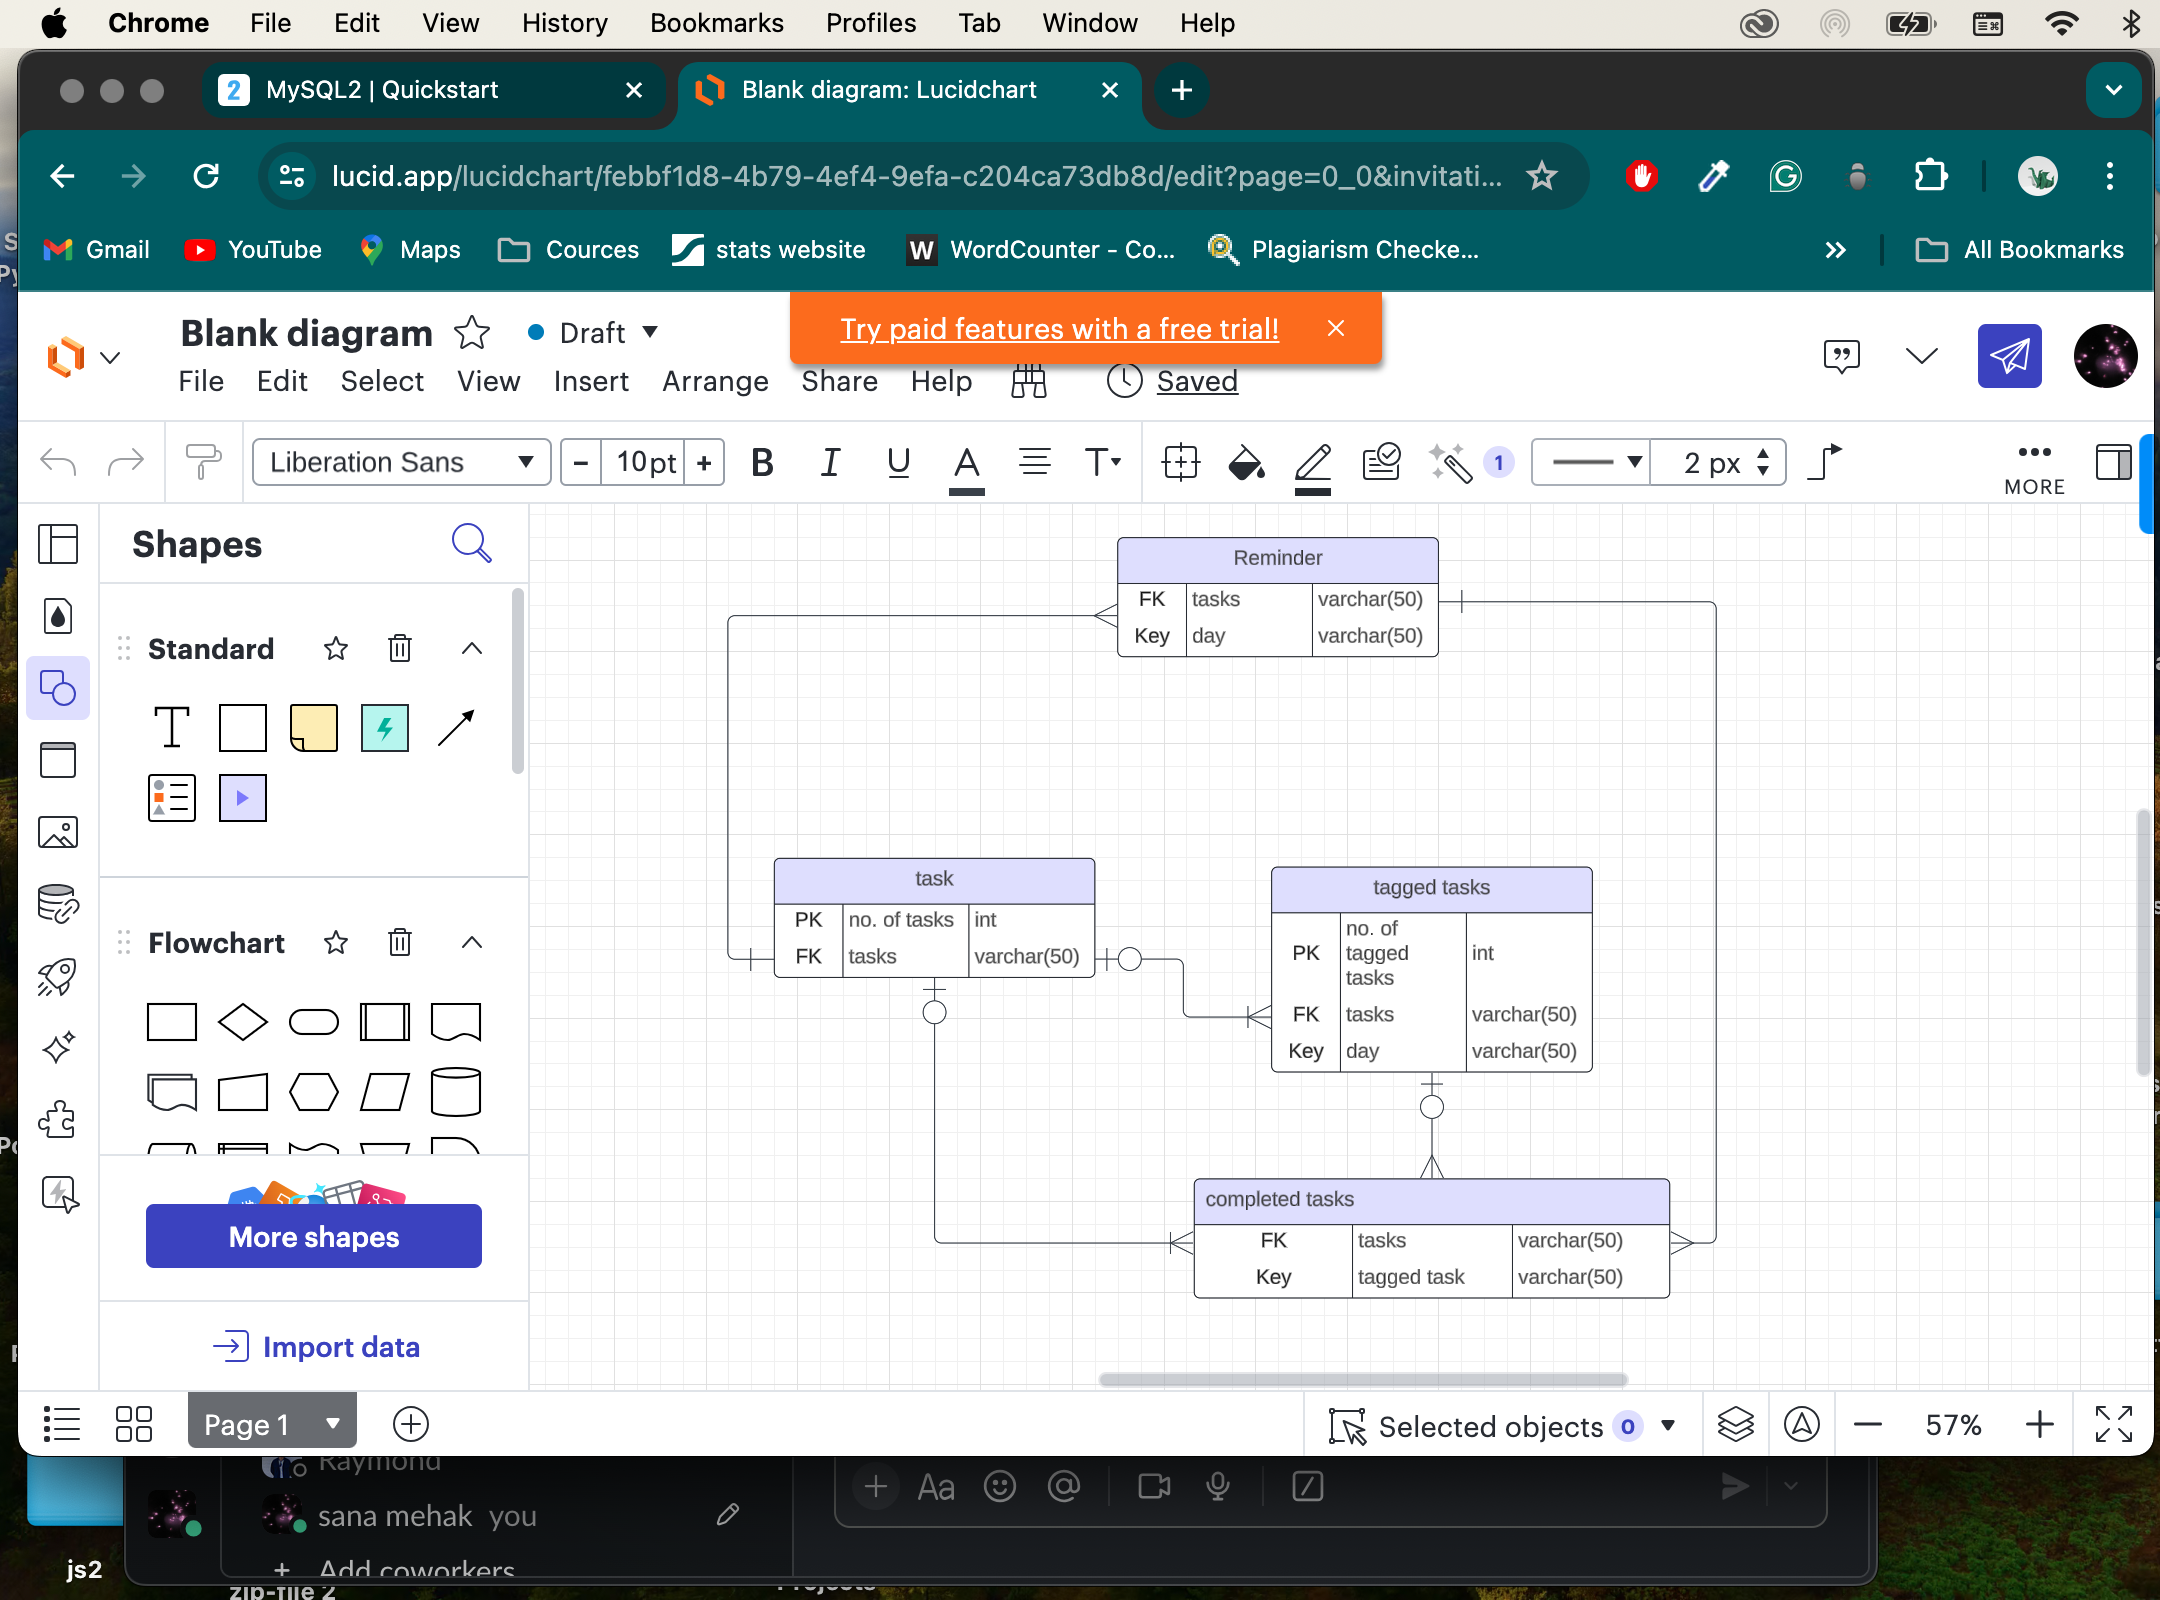 Chrome File Edit View History Bookmarks Profiles Tab Window Help
2 MySQL2 | Quickstart
Blank diagram: Lucidchart
lucid.app/lucidchart/febbf1d8-4b79-4ef4-9efa-c204ca73db8d/edit?page=0_0&invitati...
Gmail YouTube Maps Cources stats website W WordCounter - Co... Plagiarism Checke... All Bookmarks
Try paid features with a free trial!
Blank diagram Draft
File Edit Select View Insert Arrange Share Help Saved
Liberation Sans - 10 pt + B I U A T 1 2 px MORE
Shapes
Standard
Flowchart
More shapes
Import data
Reminder
FK tasks varchar(50)
Key day varchar(50)
task
PK no. of tasks int
FK tasks varchar(50)
tagged tasks
PK no. of tagged tasks int
FK tasks varchar(50)
Key day varchar(50)
completed tasks
FK tasks varchar(50)
Key tagged task varchar(50)
Page 1
Selected objects 0
57%
Raymond
sana mehak you
Add coworkers
Aa
js2
zip-file 2
Projects